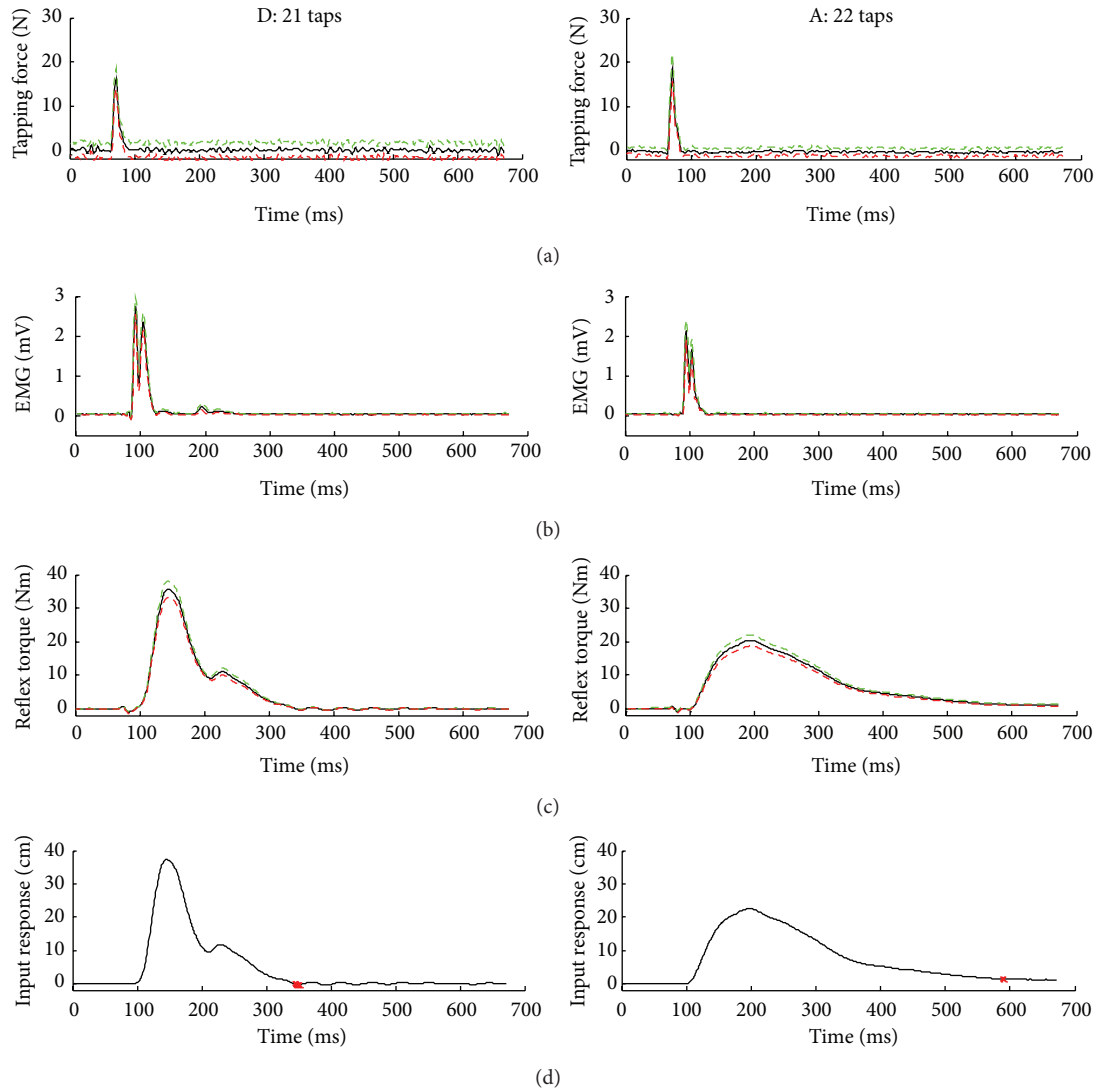 D: 21 taps
A: 22 taps
Tapping force (N)
30
20
10
0
0 100 200 300 400 500 600 700
Time (ms)
Tapping force (N)
30
20
10
0
0 100 200 300 400 500 600 700
Time (ms)
(a)
EMG (mV)
3
2
1
0
0 100 200 300 400 500 600 700
Time (ms)
EMG (mV)
3
2
1
0
0 100 200 300 400 500 600 700
Time (ms)
(b)
Reflex torque (Nm)
40
30
20
10
0
0 100 200 300 400 500 600 700
Time (ms)
Reflex torque (Nm)
40
30
20
10
0
0 100 200 300 400 500 600 700
Time (ms)
(c)
Input response (cm)
40
30
20
10
0
0 100 200 300 400 500 600 700
Time (ms)
Input response (cm)
40
30
20
10
0
0 100 200 300 400 500 600 700
Time (ms)
(d)